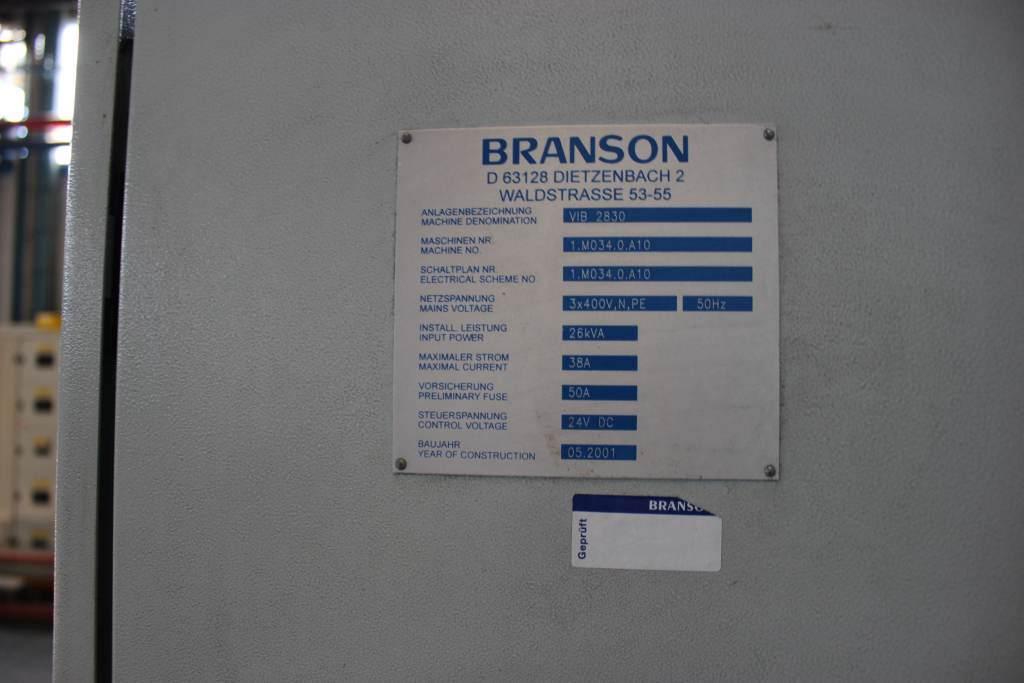 BRANSON
D 63128 DIETZENBACH 2
WALDSTRASSE 53-55
ANLAGENBEZEICHNUNG
MACHINE DENOMINATION
VIB 2830
MASCHINEN NR.
MACHINE NO.
1.M034.0.A10
SCHALTPLAN NR.
ELECTRICAL SCHEME NO
1.M034.0.A10
NETZSPANNUNG
MAINS VOLTAGE
3x400V,N,PE 50Hz
INSTALL. LEISTUNG
INPUT POWER
26kVA
MAXIMALER STROM
MAXIMAL CURRENT
38A
VORSICHERUNG
PRELIMINARY FUSE
50A
STEUERSPANNUNG
CONTROL VOLTAGE
24V DC
BAUJAHR
YEAR OF CONSTRUCTION
05.2001
BRANSO
Geprüft